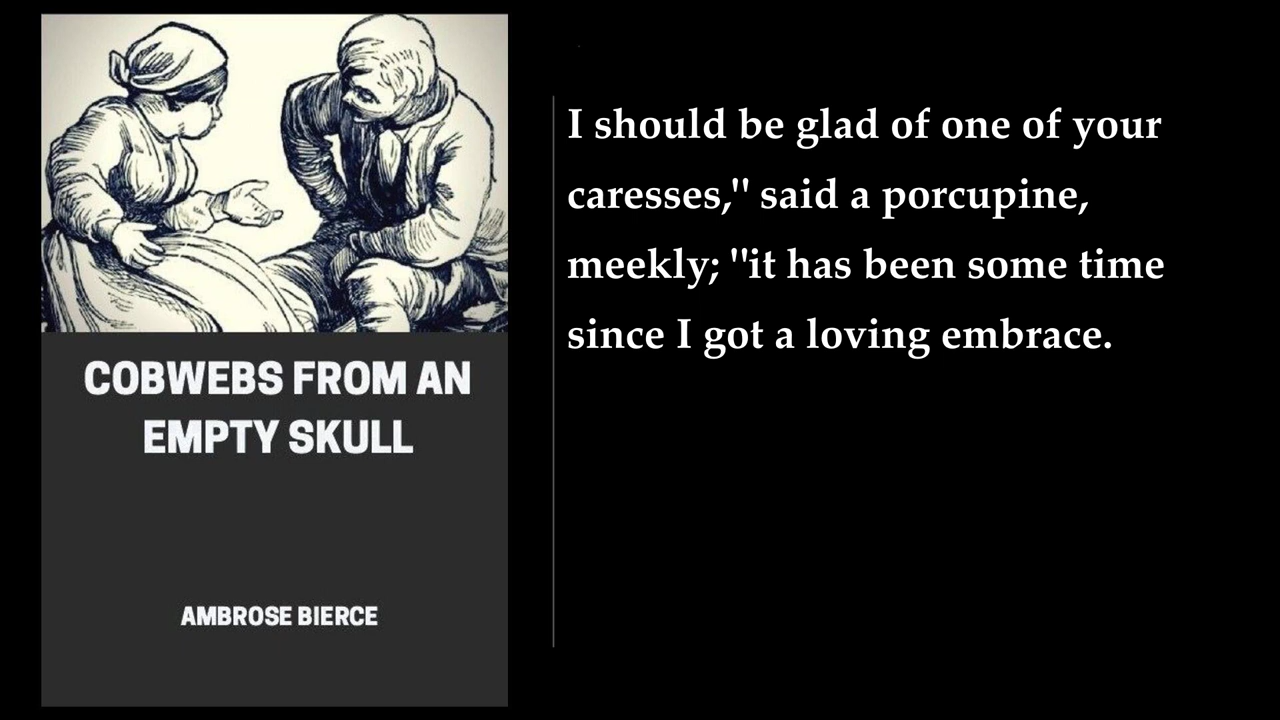 COBWEBS FROM AN
EMPTY SKULL
AMBROSE BIERCE
I should be glad of one of your
caresses," said a porcupine,
meekly; "it has been some time
since I got a loving embrace.